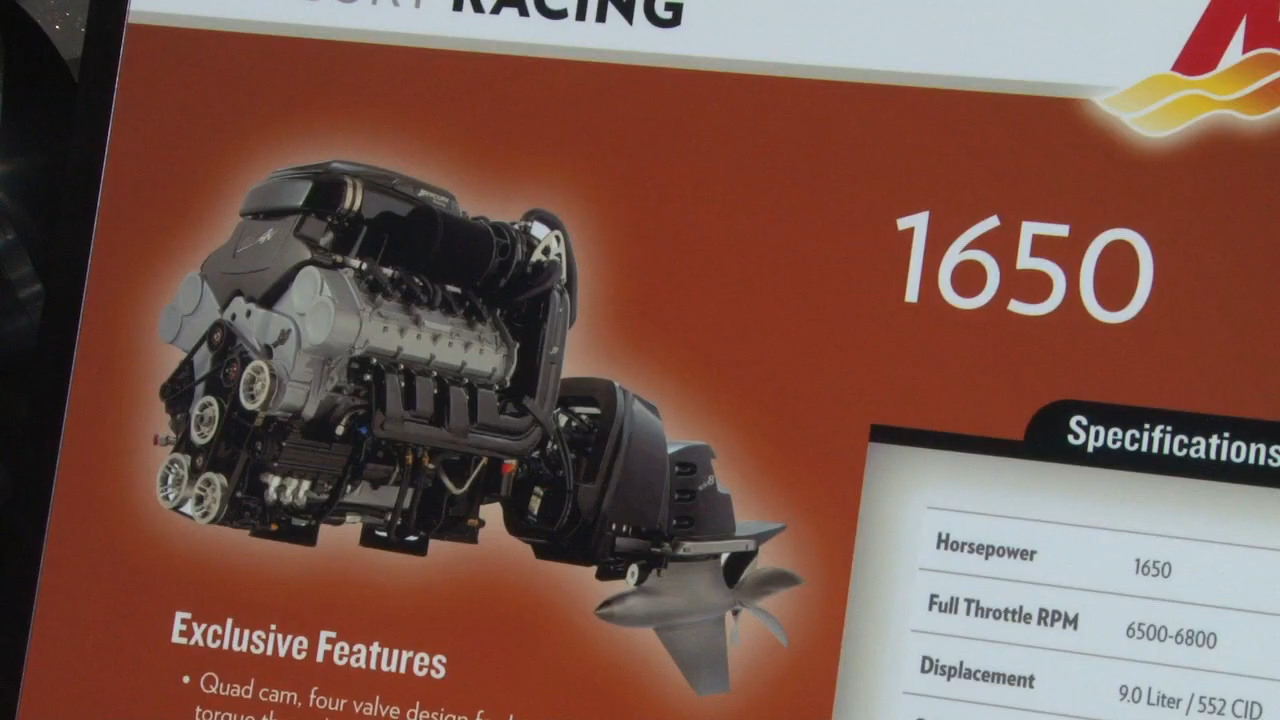 RACING
1650
Specifications
Horsepower 1650
Full Throttle RPM 6500-6800
Displacement 9.0 Liter / 552 CID
Exclusive Features
• Quad cam, four valve design
torque